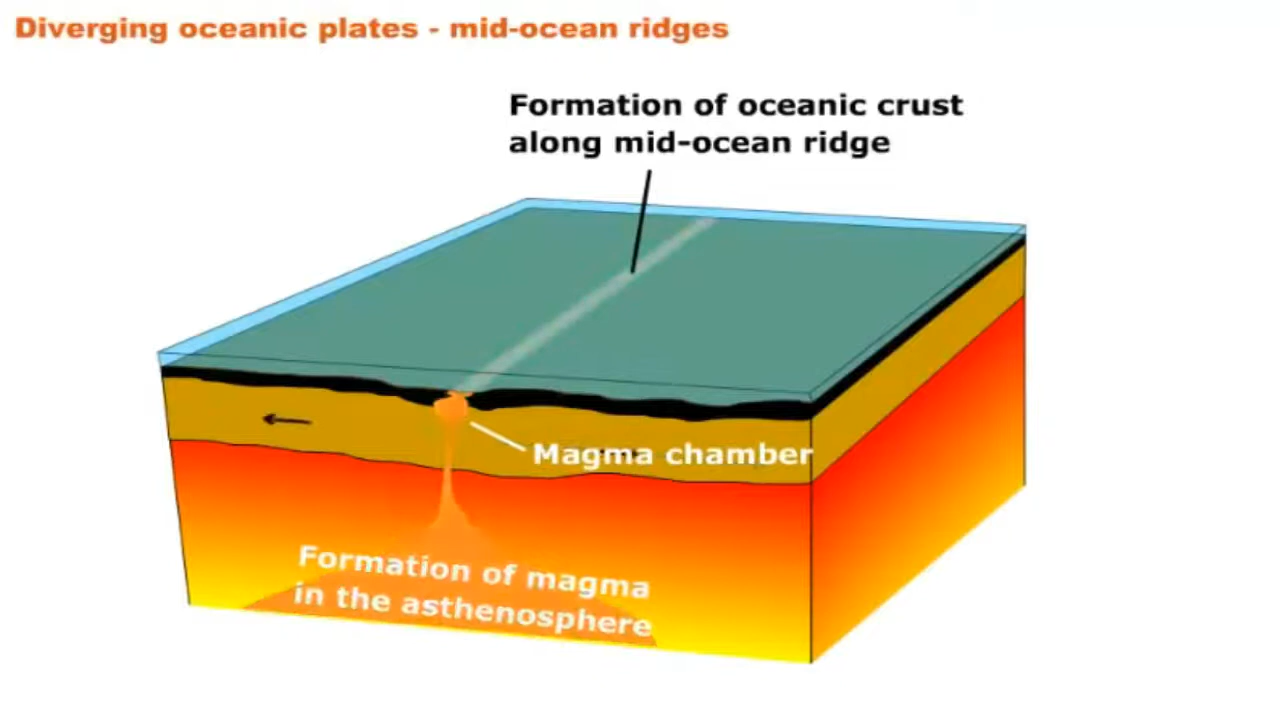 Diverging oceanic plates - mid-ocean ridges
Formation of oceanic crust
along mid-ocean ridge
Magma chamber
Formation of magma
in the asthenosphere